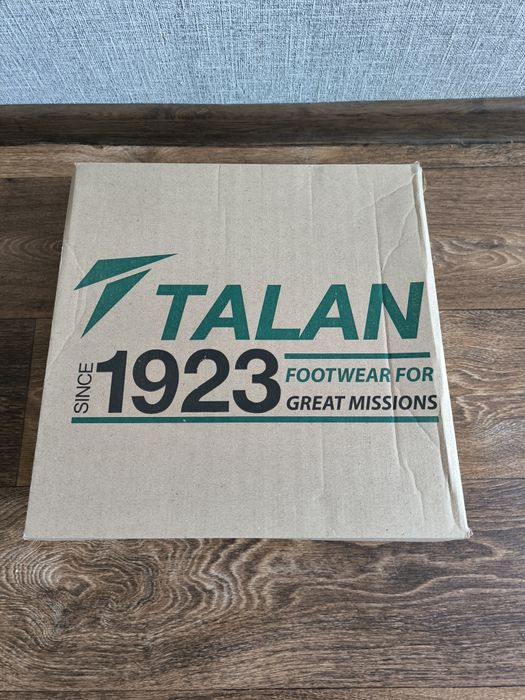 TALAN
SINCE 1923
FOOTWEAR FOR
GREAT MISSIONS